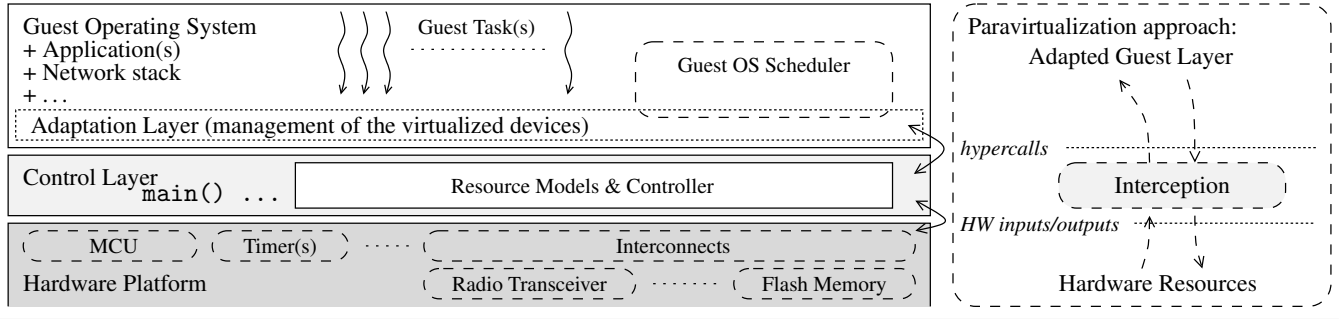 Guest Operating System
+ Application(s)
+ Network stack
+ ...
Guest Task(s)
Guest OS Scheduler
Adaptation Layer (management of the virtualized devices)
Control Layer
main() ...
Resource Models & Controller
MCU
Timer(s)
Interconnects
Hardware Platform
Radio Transceiver
Flash Memory
Paravirtualization approach:
Adapted Guest Layer
hypercalls
Interception
HW inputs/outputs
Hardware Resources